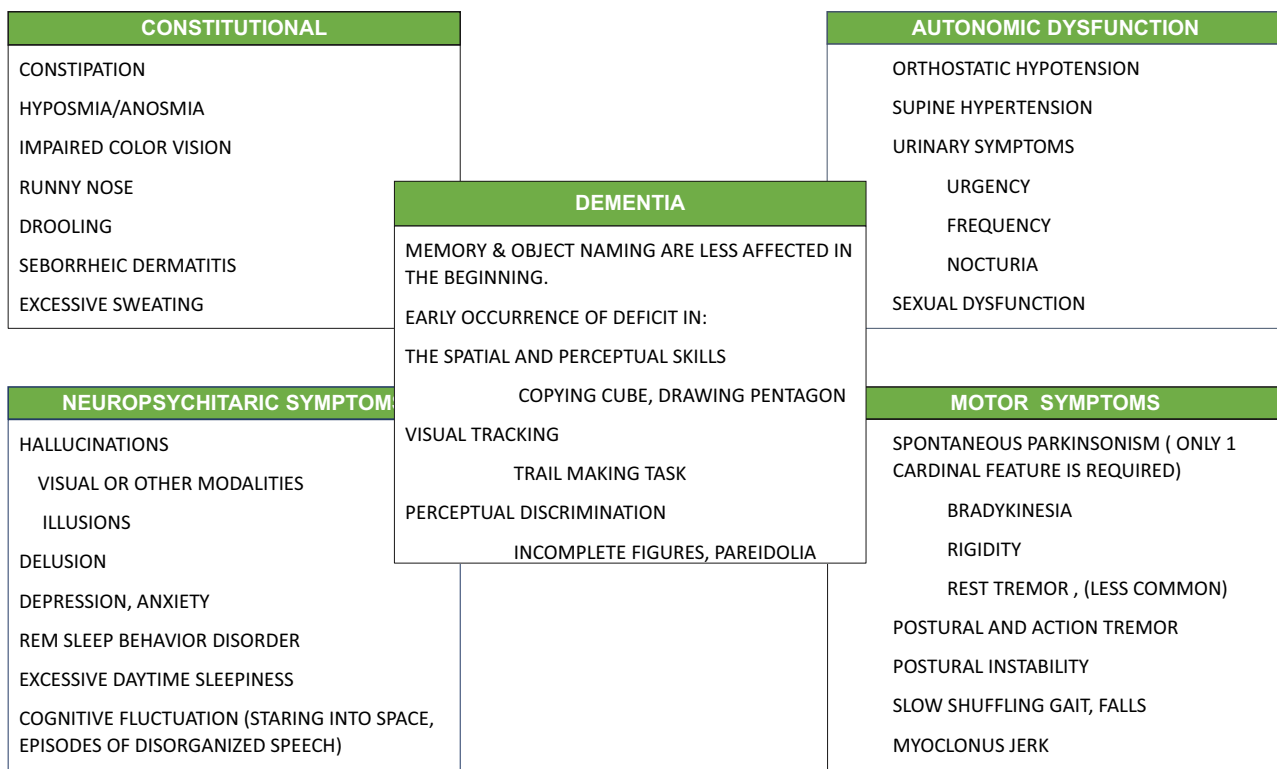 CONSTITUTIONAL
CONSTIPATION
HYPOSMIA/ANOSMIA
IMPAIRED COLOR VISION
RUNNY NOSE
DROOLING
SEBORRHEIC DERMATITIS
EXCESSIVE SWEATING
AUTONOMIC DYSFUNCTION
ORTHOSTATIC HYPOTENSION
SUPINE HYPERTENSION
URINARY SYMPTOMS
URGENCY
FREQUENCY
NOCTURIA
SEXUAL DYSFUNCTION
DEMENTIA
MEMORY & OBJECT NAMING ARE LESS AFFECTED IN
THE BEGINNING.
EARLY OCCURRENCE OF DEFICIT IN:
THE SPATIAL AND PERCEPTUAL SKILLS
COPYING CUBE, DRAWING PENTAGON
VISUAL TRACKING
TRAIL MAKING TASK
PERCEPTUAL DISCRIMINATION
INCOMPLETE FIGURES, PAREIDOLIA
NEUROPSYCHITARIC SYMPTOMS
HALLUCINATIONS
VISUAL OR OTHER MODALITIES
ILLUSIONS
DELUSION
DEPRESSION, ANXIETY
REM SLEEP BEHAVIOR DISORDER
EXCESSIVE DAYTIME SLEEPINESS
COGNITIVE FLUCTUATION (STARING INTO SPACE,
EPISODES OF DISORGANIZED SPEECH)
MOTOR SYMPTOMS
SPONTANEOUS PARKINSONISM ( ONLY 1
CARDINAL FEATURE IS REQUIRED)
BRADYKINESIA
RIGIDITY
REST TREMOR , (LESS COMMON)
POSTURAL AND ACTION TREMOR
POSTURAL INSTABILITY
SLOW SHUFFLING GAIT, FALLS
MYOCLONUS JERK